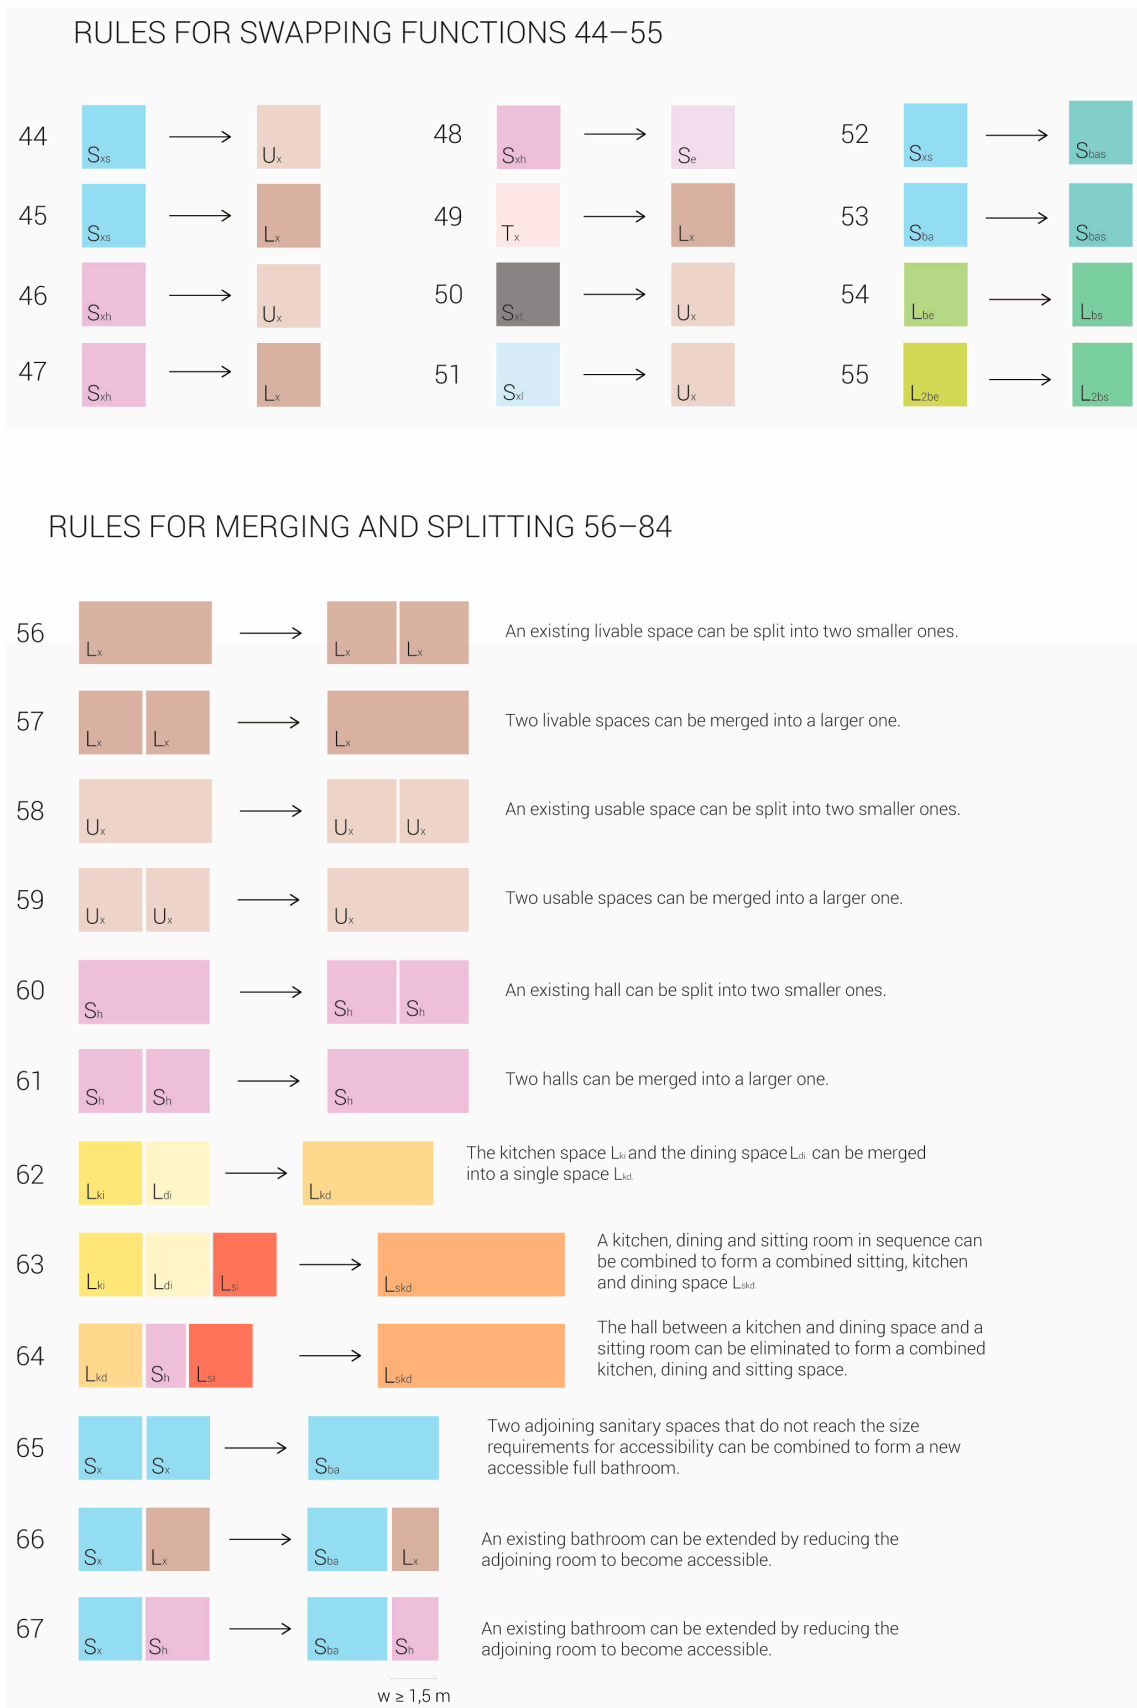 RULES FOR SWAPPING FUNCTIONS 44–55
44 Sxs Ux
48 Sxh Se
52 Sxs Sbas
45 Sxs Lx
49 Tx Lx
53 Sba Sbas
46 Sxh Ux
50 Sxt Ux
54 Lbe Lbs
47 Sxh Lx
51 Sxl Ux
55 L2be L2bs
RULES FOR MERGING AND SPLITTING 56–84
56 Lx Lx Lx An existing livable space can be split into two smaller ones.
57 Lx Lx Lx Two livable spaces can be merged into a larger one.
58 Ux Ux Ux An existing usable space can be split into two smaller ones.
59 Ux Ux Ux Two usable spaces can be merged into a larger one.
60 Sh Sh Sh An existing hall can be split into two smaller ones.
61 Sh Sh Sh Two halls can be merged into a larger one.
62 Lki Ldi Lkd The kitchen space Lki and the dining space Ldi. can be merged
into a single space Lkd.
63 Lki Ldi Lsi Lskd A kitchen, dining and sitting room in sequence can
be combined to form a combined sitting, kitchen
and dining space Lskd.
64 Lkd Sh Lsi Lskd The hall between a kitchen and dining space and a
sitting room can be eliminated to form a combined
kitchen, dining and sitting space.
65 Sx Sx Sba Two adjoining sanitary spaces that do not reach the size
requirements for accessibility can be combined to form a new
accessible full bathroom.
66 Sx Lx Sba Lx An existing bathroom can be extended by reducing the
adjoining room to become accessible.
67 Sx Sh Sba Sh An existing bathroom can be extended by reducing the
adjoining room to become accessible.
w ≥ 1,5 m